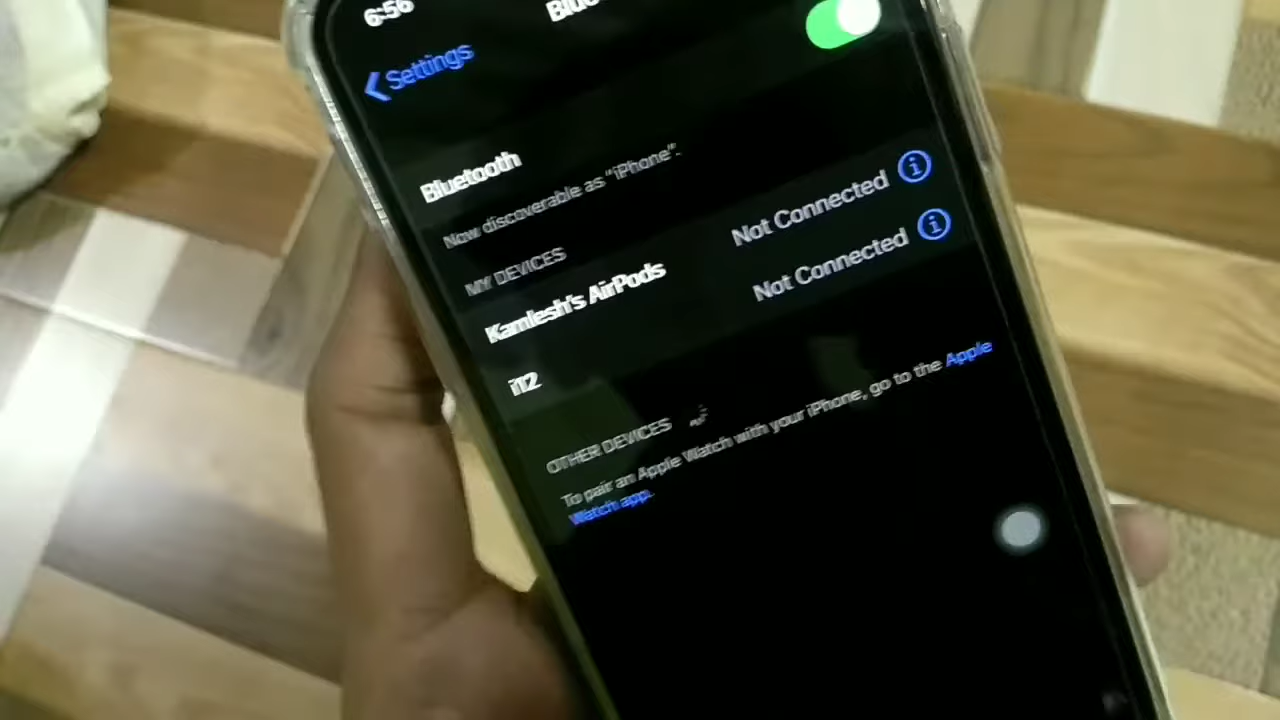 6:56
Settings
Bluetooth
Now discoverable as “iPhone”.
MY DEVICES
Kamlesh's AirPods Not Connected
i12 Not Connected
OTHER DEVICES
To pair an Apple Watch with your iPhone, go to the Apple
Watch app.